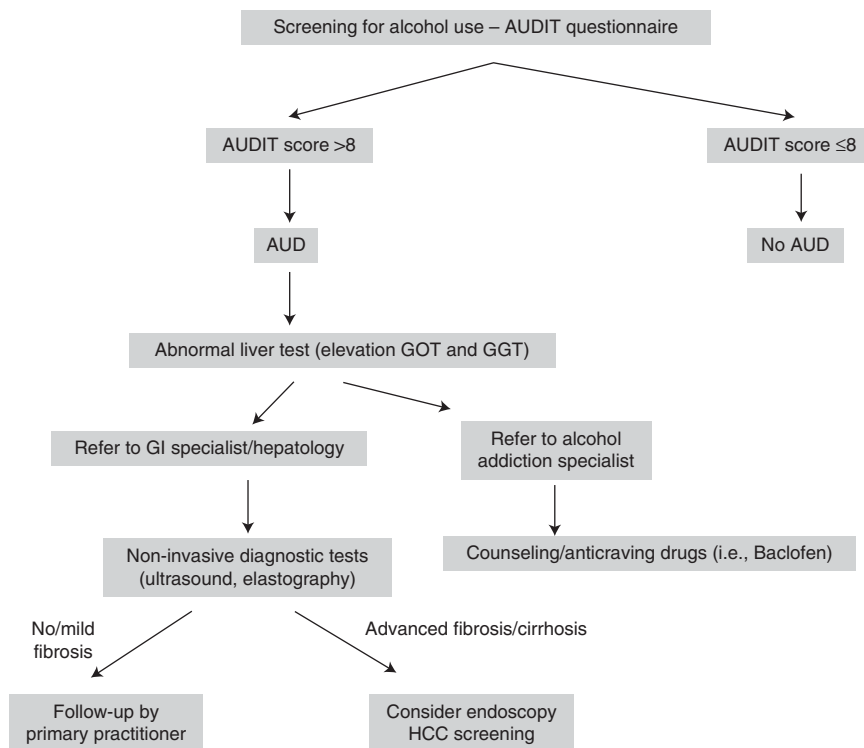 Screening for alcohol use – AUDIT questionnaire
AUDIT score >8
AUDIT score ≤8
AUD
No AUD
Abnormal liver test (elevation GOT and GGT)
Refer to GI specialist/hepatology
Refer to alcohol
addiction specialist
Non-invasive diagnostic tests
(ultrasound, elastography)
Counseling/anticraving drugs (i.e., Baclofen)
No/mild
fibrosis
Advanced fibrosis/cirrhosis
Follow-up by
primary practitioner
Consider endoscopy
HCC screening